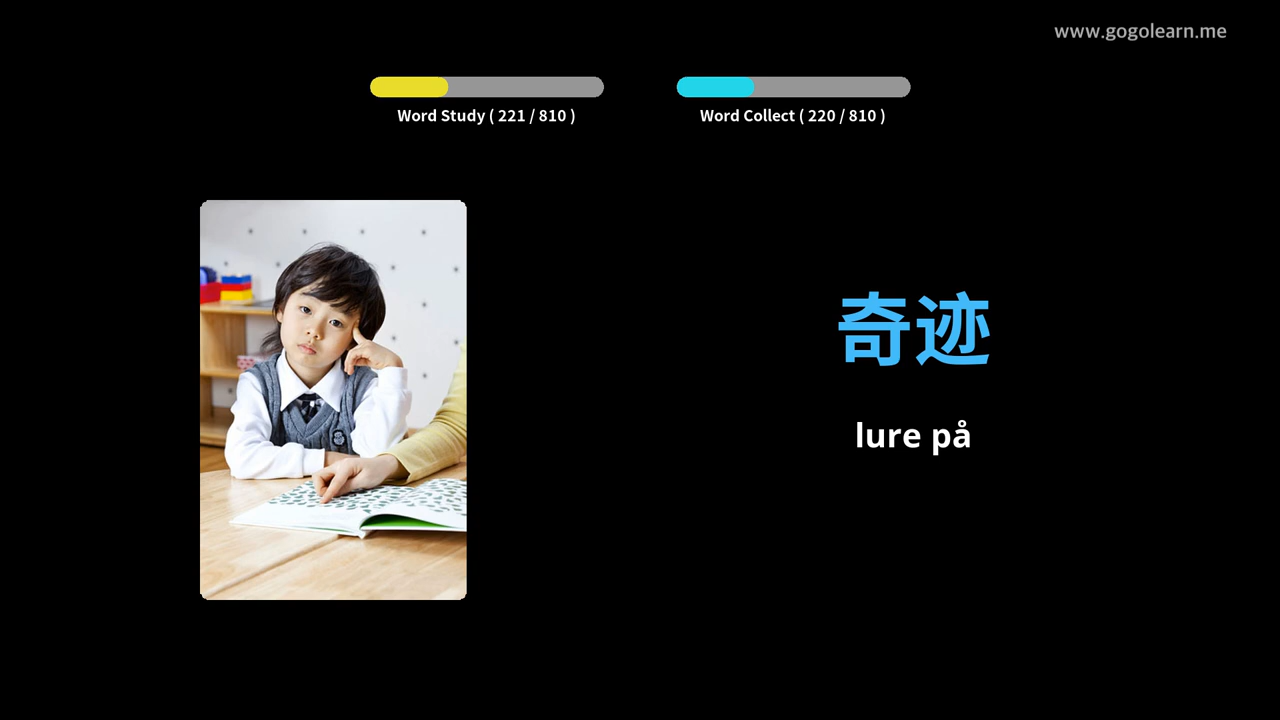 www.gogolearn.me
Word Study ( 221 / 810 )
Word Collect ( 220 / 810 )
奇迹
lure på